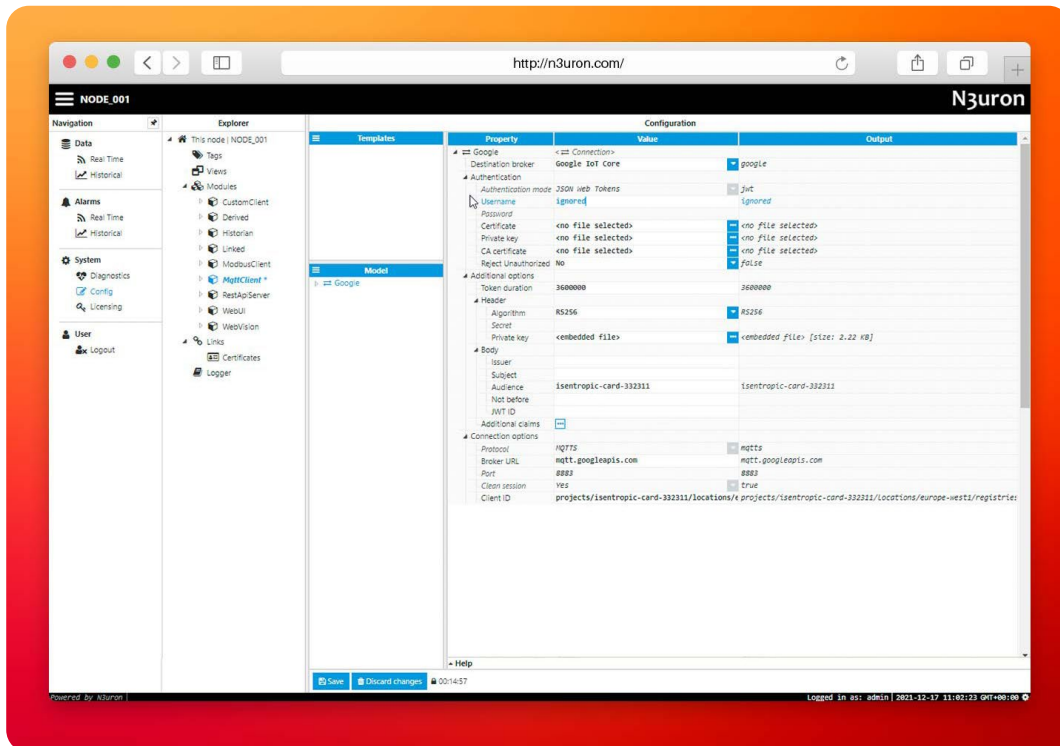 http://n3uron.com/
NODE_001
N3uron
Navigation
Explorer
Configuration
Data
Real Time
Historical
Alarms
Real Time
Historical
System
Diagnostics
Config
Licensing
User
Logout
This node | NODE_001
Tags
Views
Modules
CustomClient
Derived
Historian
Linked
ModbusClient
MqttClient *
RestApiServer
WebUI
WebVision
Links
Certificates
Logger
Templates
Model
Google
Property Value Output
Google <Connection>
Destination broker Google IoT Core google
Authentication
Authentication mode JSON Web Tokens jwt
Username ignored ignored
Password
Certificate <no file selected> <no file selected>
Private key <no file selected> <no file selected>
CA certificate <no file selected> <no file selected>
Reject Unauthorized No false
Additional options
Token duration 3600000 3600000
Header
Algorithm RS256 RS256
Secret
Private key <embedded file> <embedded file> [size: 2.22 KB]
Body
Issuer
Subject
Audience isentropic-card-332311 isentropic-card-332311
Not before
JWT ID
Additional claims
Connection options
Protocol MQTTS mqtts
Broker URL mqtt.googleapis.com mqtt.googleapis.com
Port 8883 8883
Clean session Yes true
Client ID projects/isentropic-card-332311/locations/e projects/isentropic-card-332311/locations/europe-west1/registries
Help
Save Discard changes 00:14:57
Powered by N3uron | Logged in as: admin | 2021-12-17 11:02:23 GMT+00:00